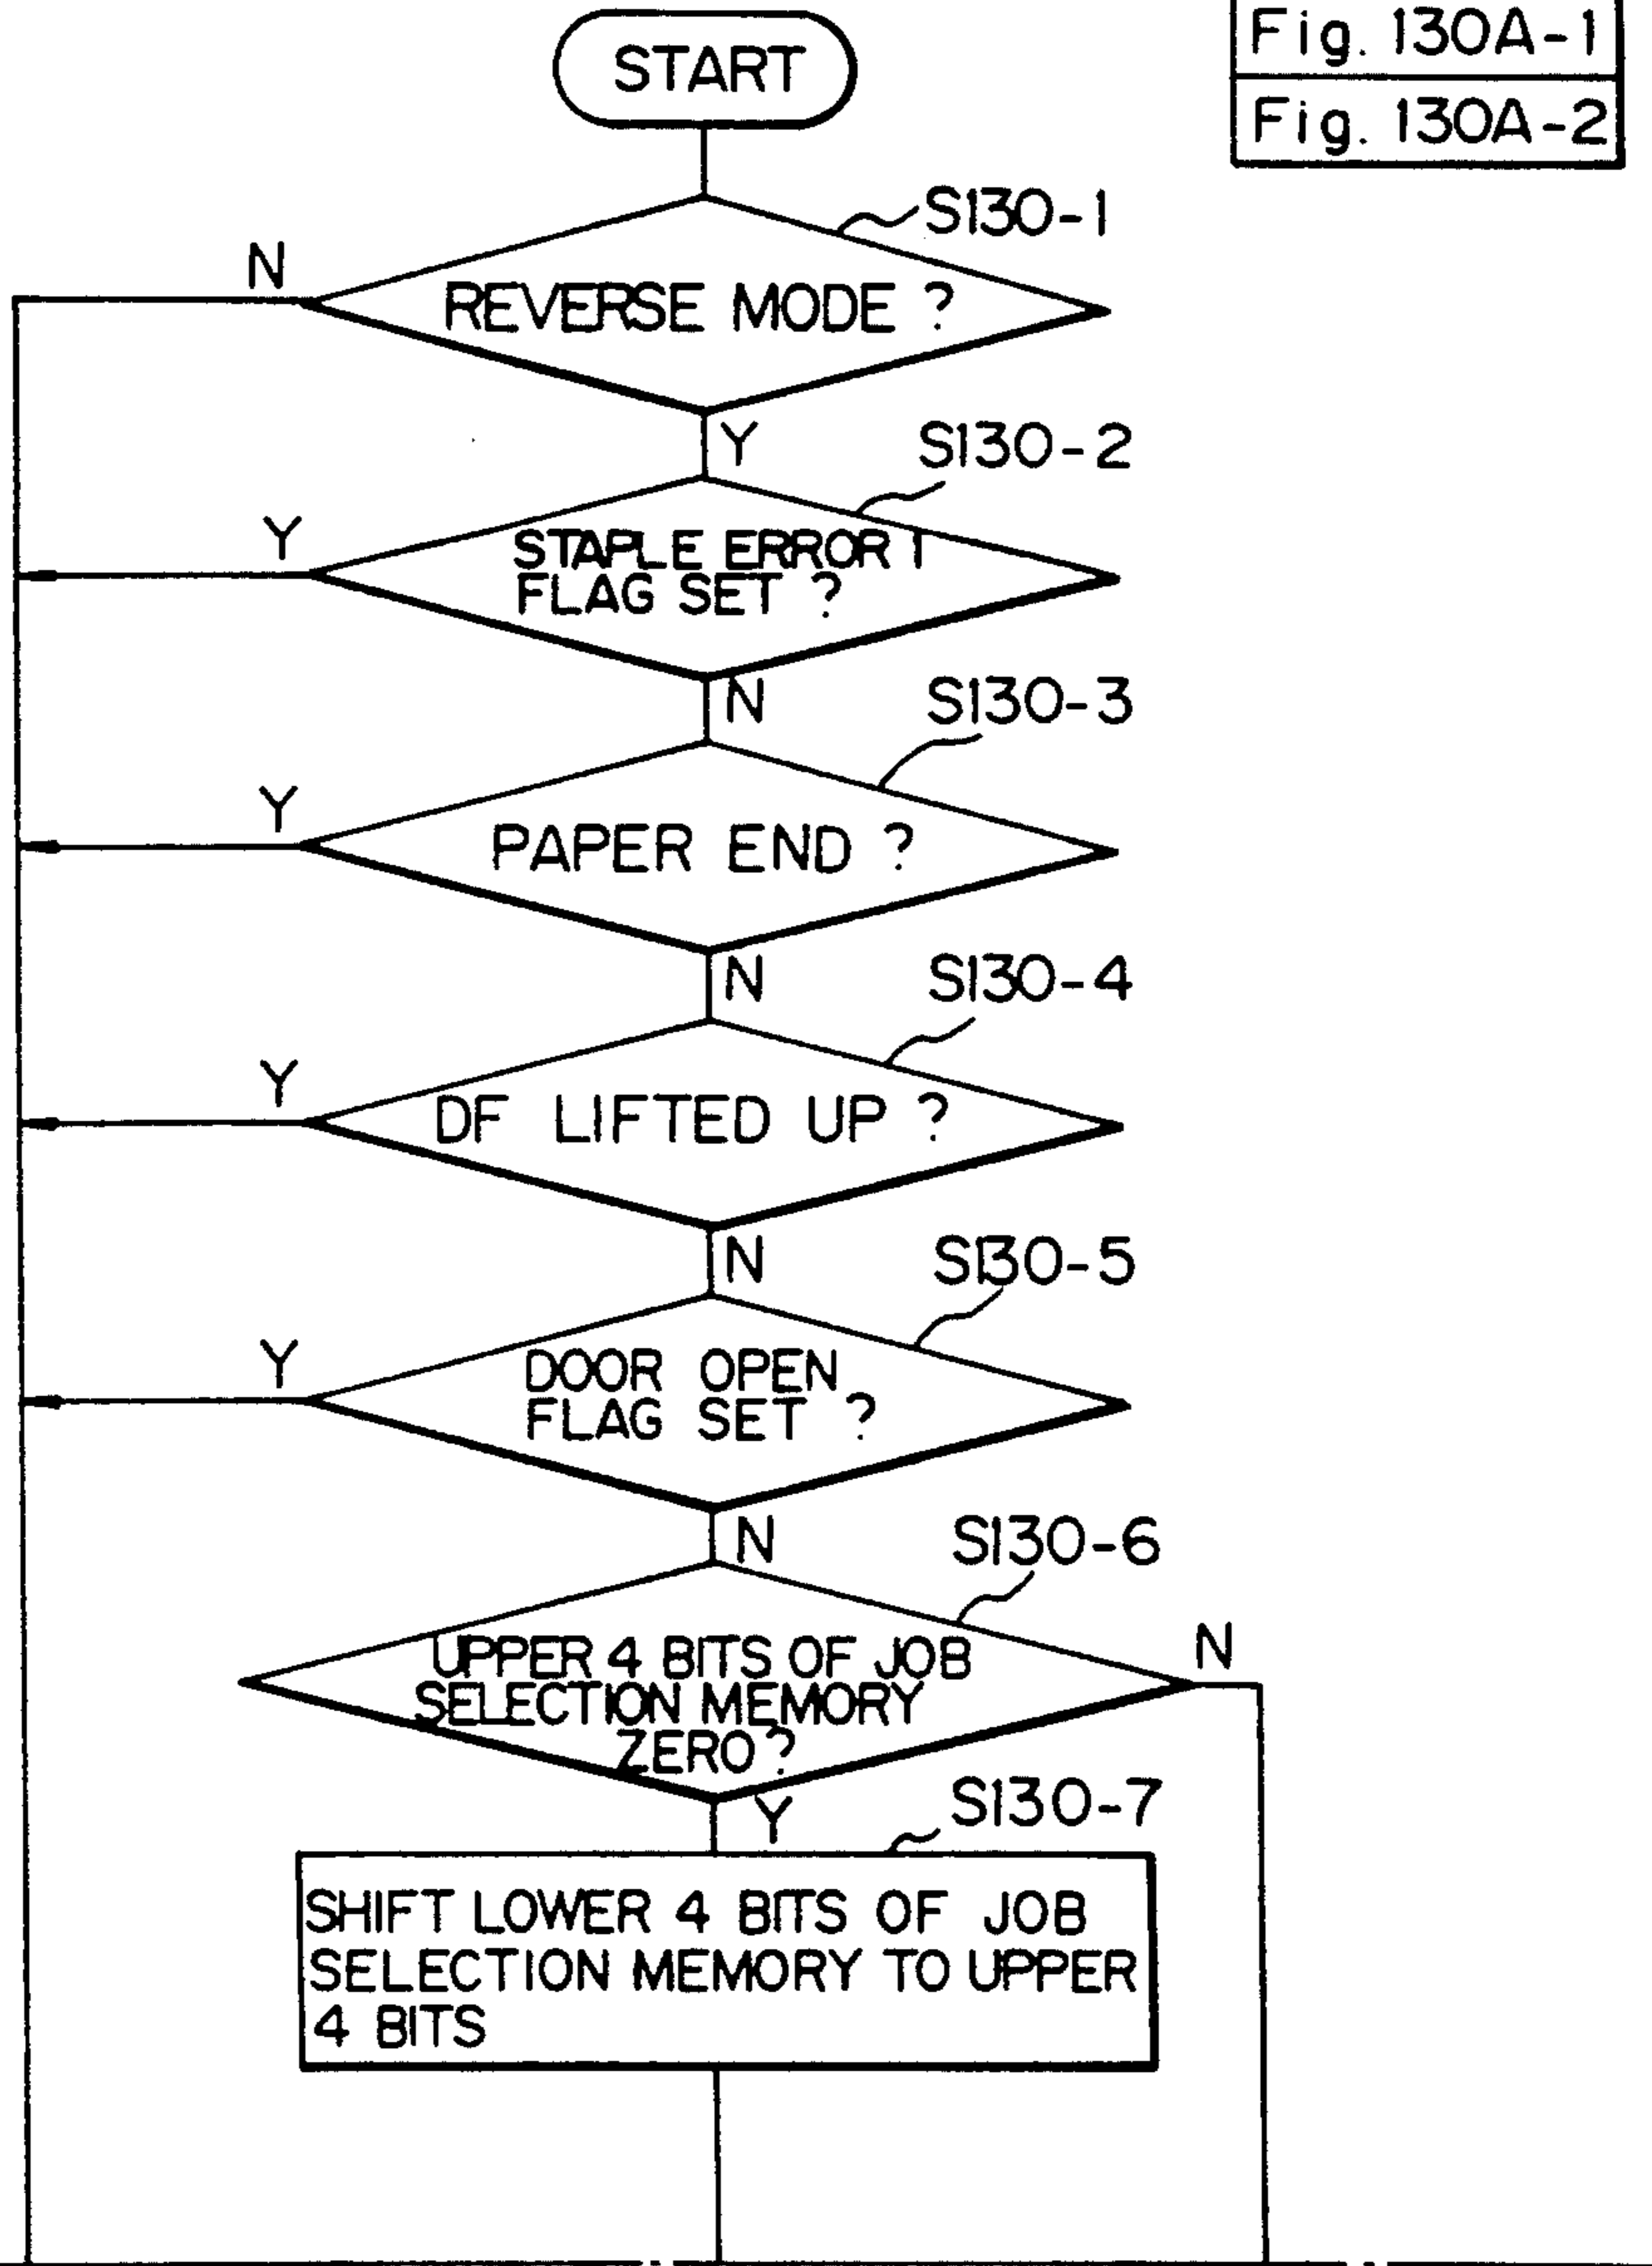 Fig. 130A-1
Fig. 130A-2
START
S130-1
N
REVERSE MODE ?
Y
S130-2
Y
STAPLE ERROR 1
FLAG SET ?
N
S130-3
Y
PAPER END ?
N
S130-4
Y
DF LIFTED UP ?
N
S130-5
Y
DOOR OPEN
FLAG SET ?
N
S130-6
N
UPPER 4 BITS OF JOB
SELECTION MEMORY
ZERO ?
Y
S130-7
SHIFT LOWER 4 BITS OF JOB
SELECTION MEMORY TO UPPER
4 BITS